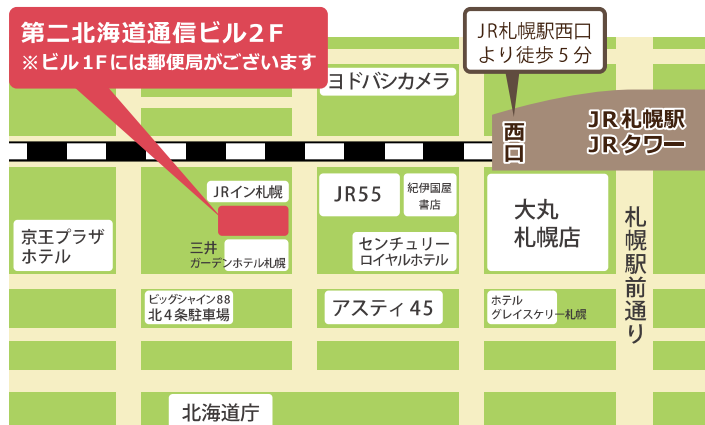 第二北海道通信ビル2F
※ビル1Fには郵便局がございます
JR札幌駅西口
より徒歩5分
ヨドバシカメラ
西口
JR札幌駅
JRタワー
JRイン札幌
JR55
紀伊国屋
書店
大丸
札幌店
京王プラザ
ホテル
三井
ガーデンホテル札幌
センチュリー
ロイヤルホテル
札幌駅前通り
ビッグシャイン88
北4条駐車場
アスティ45
ホテル
グレイスケリー札幌
北海道庁